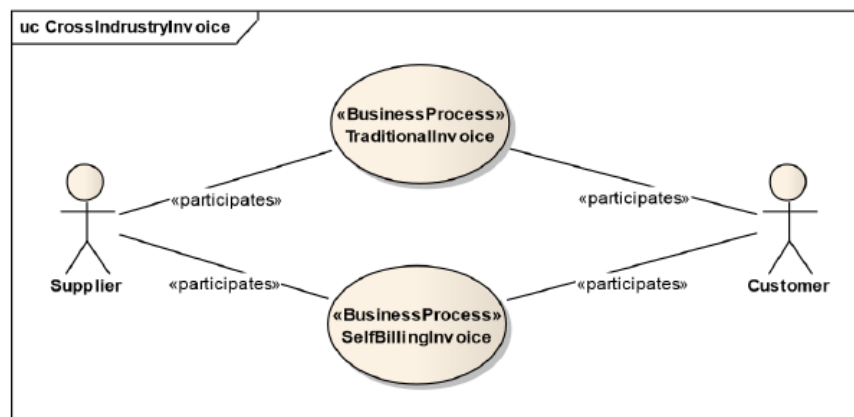 uc CrossIndrustryInvoice
«BusinessProcess»
TraditionalInvoice
«participates»
«participates»
Supplier
Customer
«participates»
«participates»
«BusinessProcess»
SelfBillingInvoice